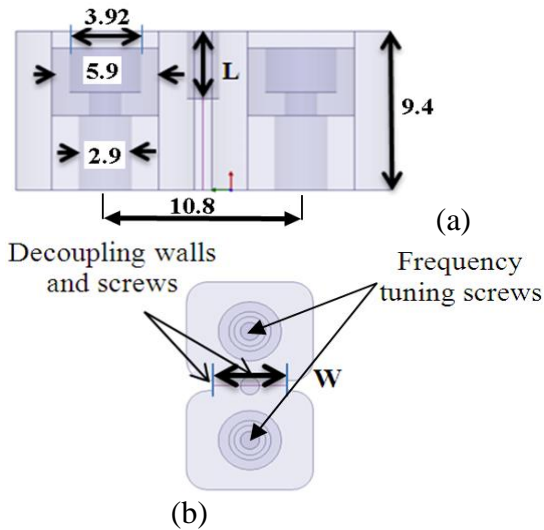 3.92
5.9
L
9.4
2.9
10.8
(a)
Decoupling walls
and screws
Frequency
tuning screws
W
(b)